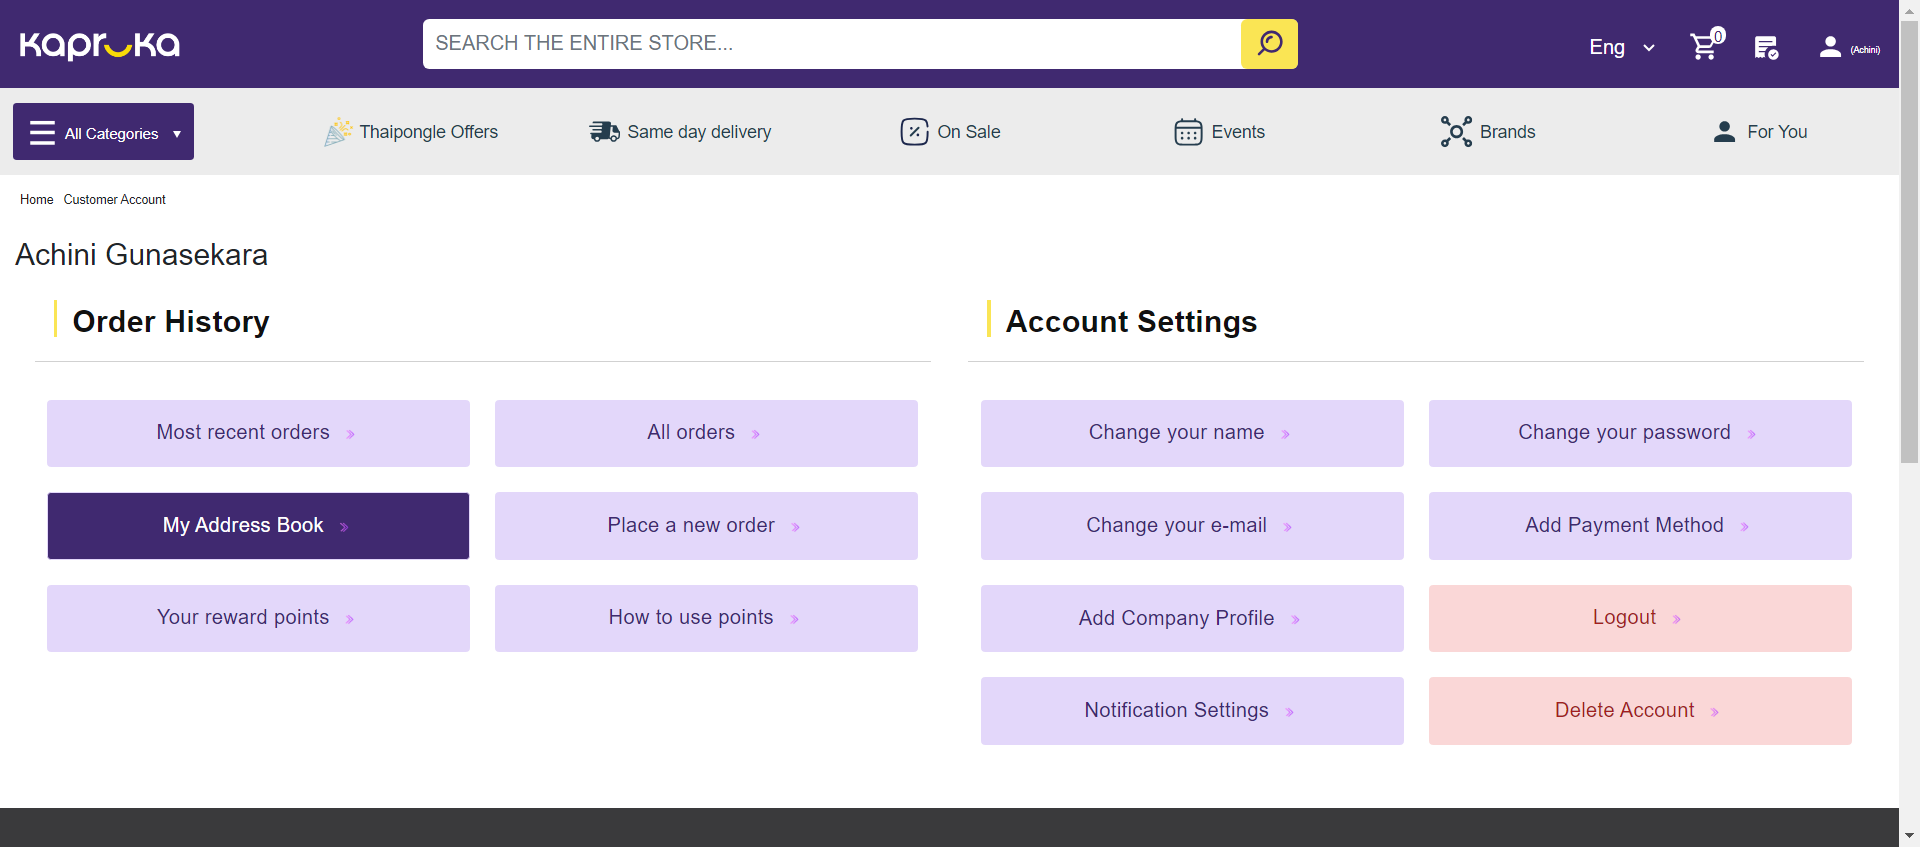 kapruka
SEARCH THE ENTIRE STORE...
Eng
0
(Achini)
All Categories
Thaipongle Offers
Same day delivery
On Sale
Events
Brands
For You
Home Customer Account
Achini Gunasekara
Order History
Most recent orders
All orders
My Address Book
Place a new order
Your reward points
How to use points
Account Settings
Change your name
Change your password
Change your e-mail
Add Payment Method
Add Company Profile
Logout
Notification Settings
Delete Account